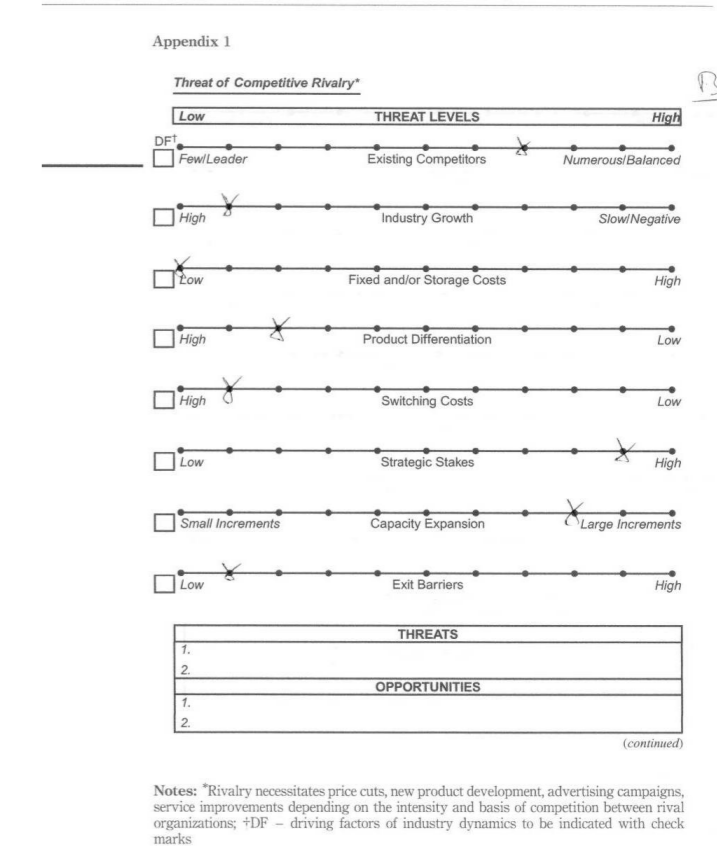 Appendix 1
Threat of Competitive Rivalry*
Low THREAT LEVELS High
DF†
Few/Leader Existing Competitors Numerous/Balanced
High Industry Growth Slow/Negative
Low Fixed and/or Storage Costs High
High Product Differentiation Low
High Switching Costs Low
Low Strategic Stakes High
Small Increments Capacity Expansion Large Increments
Low Exit Barriers High
THREATS
1.
2.
OPPORTUNITIES
1.
2.
(continued)
Notes: *Rivalry necessitates price cuts, new product development, advertising campaigns,
service improvements depending on the intensity and basis of competition between rival
organizations; †DF – driving factors of industry dynamics to be indicated with check
marks